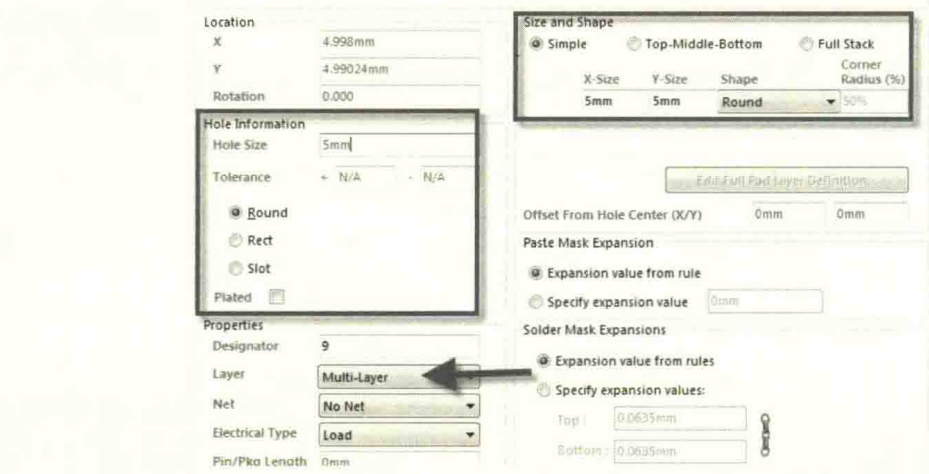 Location
X 4.998mm
Y 4.99024mm
Rotation 0.000
Hole Information
Hole Size 5mm
Tolerance + N/A - N/A
Round
Rect
Slot
Plated
Properties
Designator 9
Layer Multi-Layer
Net No Net
Electrical Type Load
Pin/Pkg Length 0mm
Size and Shape
Simple Top-Middle-Bottom Full Stack
X-Size Y-Size Shape Corner Radius (%)
5mm 5mm Round 50%
Edit Full Pad Layer Definition...
Offset From Hole Center (X/Y) 0mm 0mm
Paste Mask Expansion
Expansion value from rule
Specify expansion value 0mm
Solder Mask Expansions
Expansion value from rules
Specify expansion values:
Top : 0.0635mm
Bottom : 0.0635mm